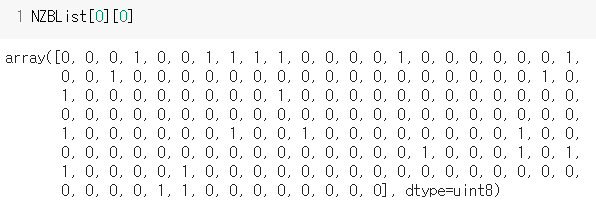 1 NZBList[0][0]
array([0, 0, 0, 1, 0, 0, 1, 1, 1, 1, 0, 0, 0, 0, 1, 0, 0, 0, 0, 0, 0, 1,
0, 0, 1, 0, 0, 0, 0, 0, 0, 0, 0, 0, 0, 0, 0, 0, 0, 0, 0, 0, 1, 0,
1, 0, 0, 0, 0, 0, 0, 0, 0, 1, 0, 0, 0, 0, 0, 0, 0, 0, 0, 0, 0, 0,
0, 0, 0, 0, 0, 0, 0, 0, 0, 0, 0, 0, 0, 0, 0, 0, 0, 0, 0, 0, 0, 0,
1, 0, 0, 0, 0, 0, 0, 1, 0, 0, 1, 0, 0, 0, 0, 0, 0, 0, 0, 1, 0, 0,
0, 0, 0, 0, 0, 0, 0, 0, 0, 0, 0, 0, 0, 0, 0, 1, 0, 0, 0, 1, 0, 1,
1, 0, 0, 0, 0, 1, 0, 0, 0, 0, 0, 0, 0, 0, 0, 0, 0, 0, 0, 0, 0, 0,
0, 0, 0, 0, 1, 1, 0, 0, 0, 0, 0, 0, 0, 0], dtype=uint8)